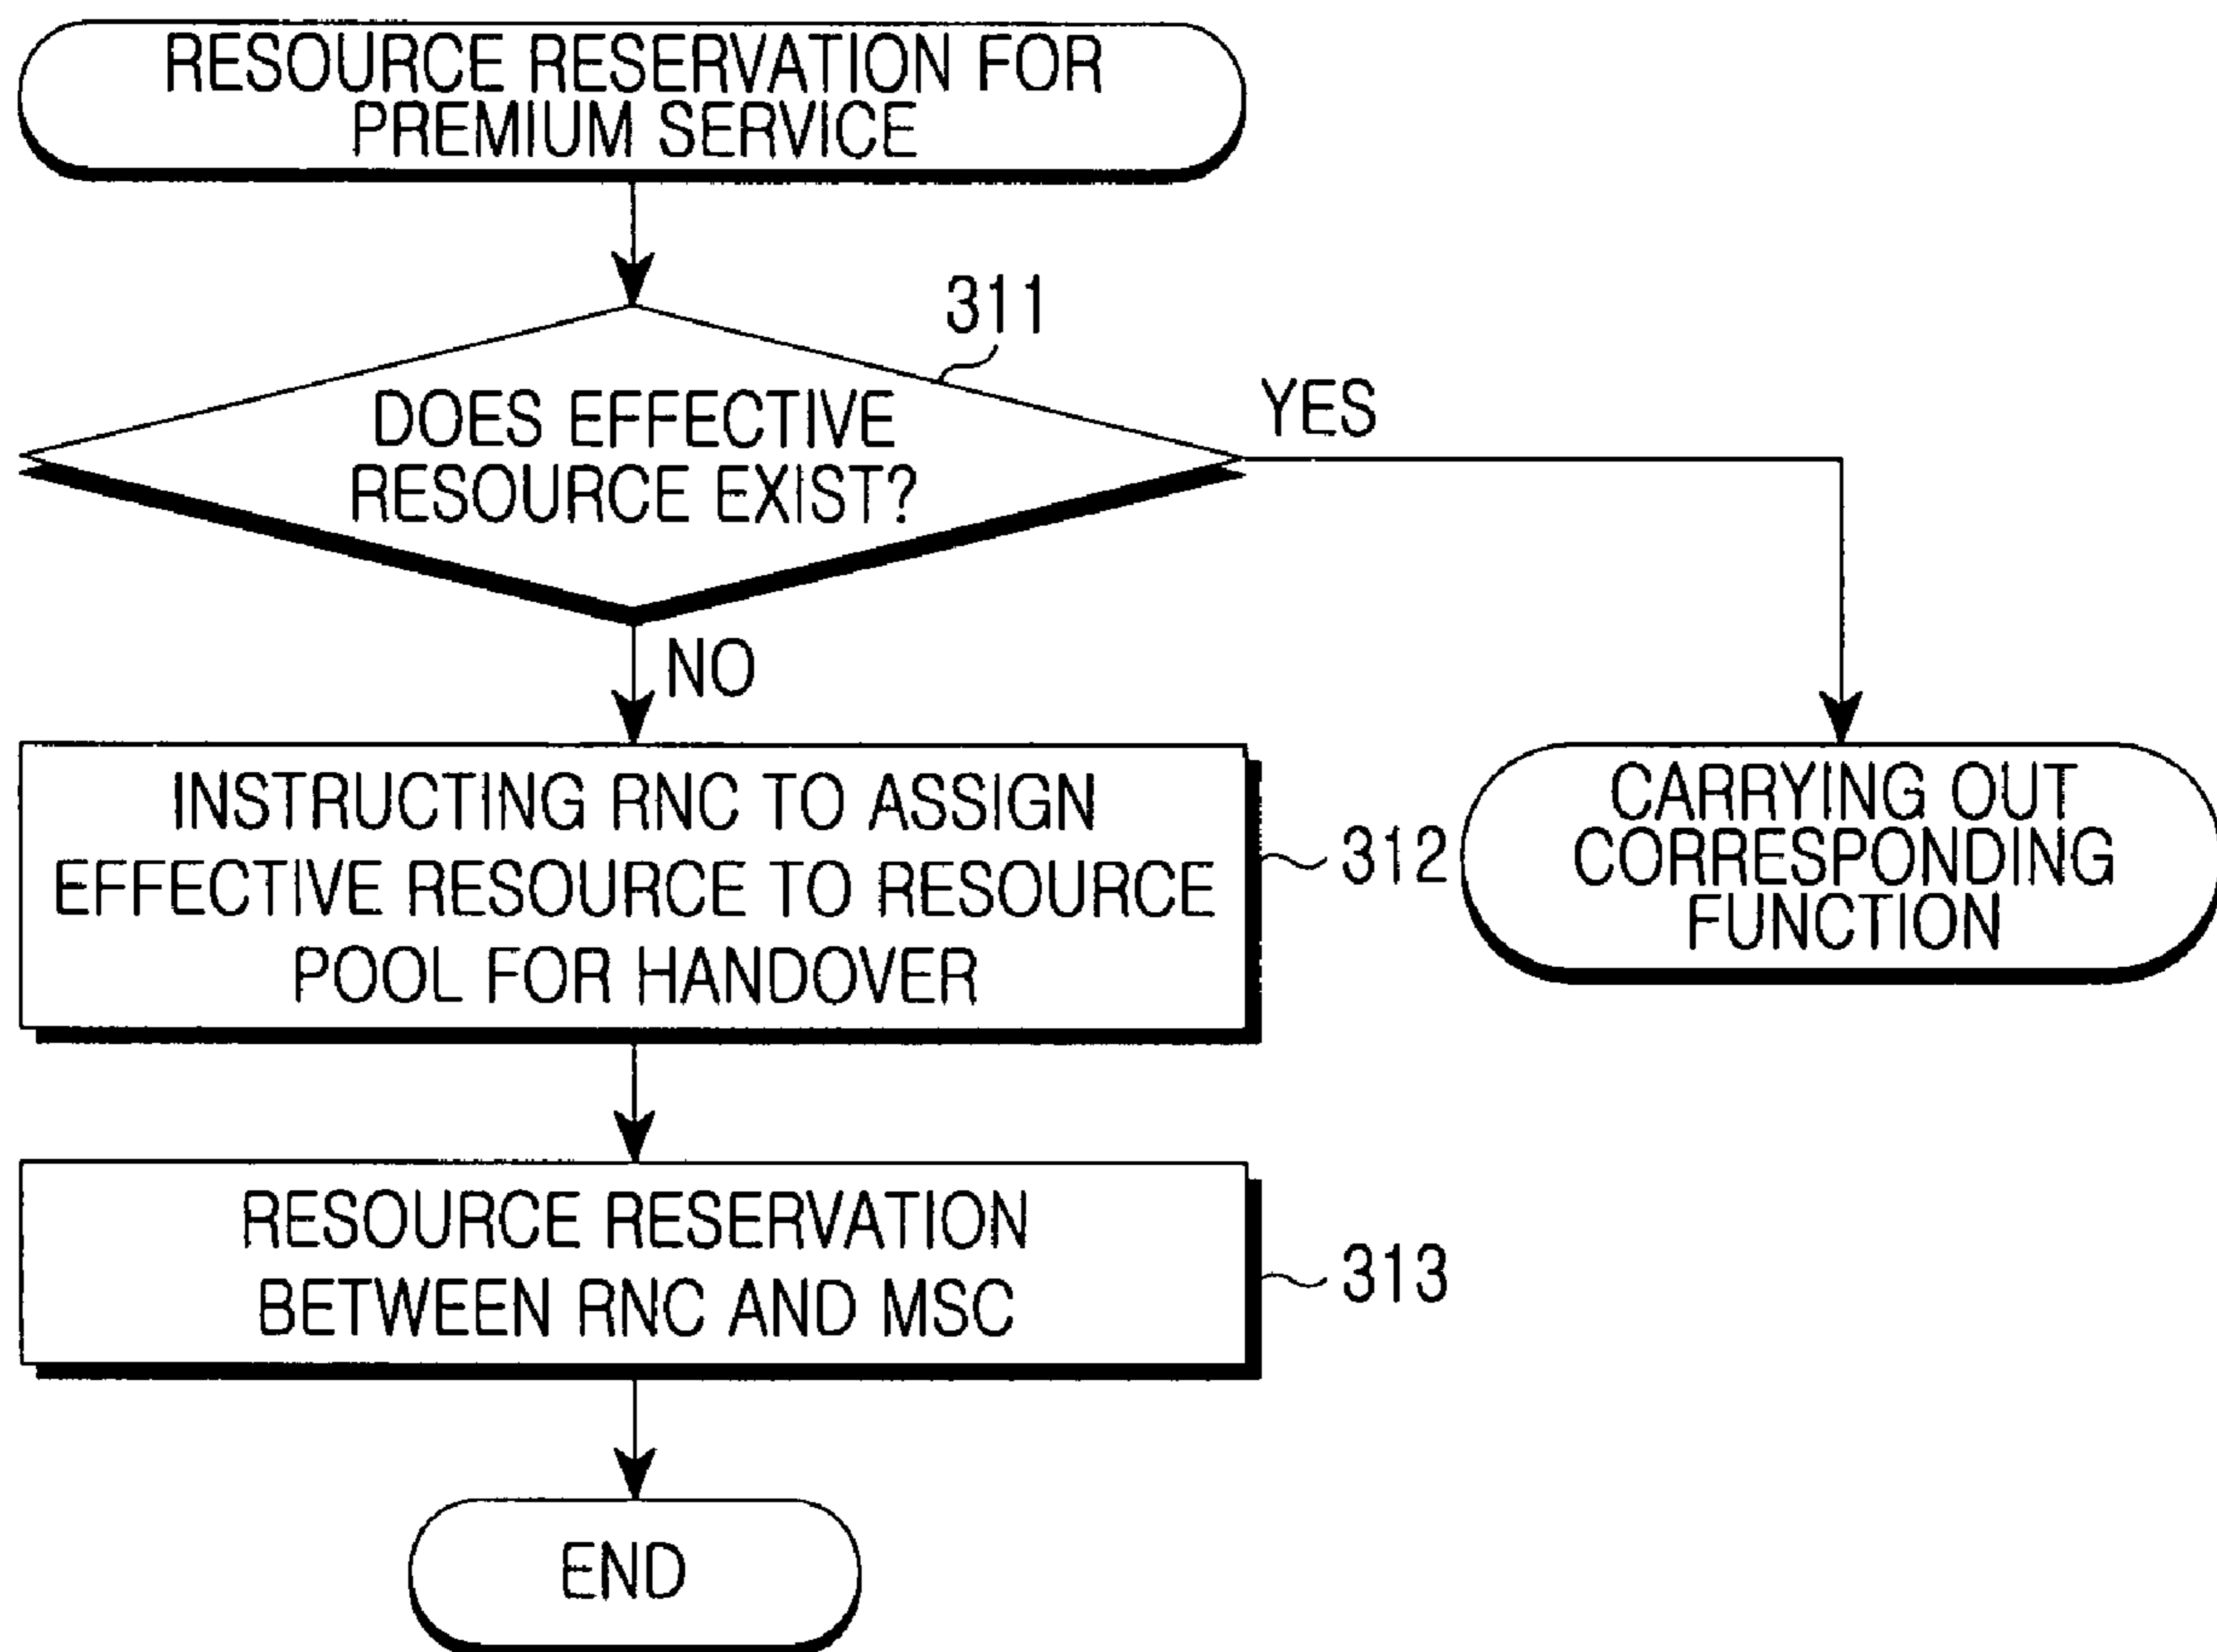 RESOURCE RESERVATION FOR
PREMIUM SERVICE
311
DOES EFFECTIVE
RESOURCE EXIST?
YES
NO
INSTRUCTING RNC TO ASSIGN
EFFECTIVE RESOURCE TO RESOURCE
POOL FOR HANDOVER
312
CARRYING OUT
CORRESPONDING
FUNCTION
RESOURCE RESERVATION
BETWEEN RNC AND MSC
313
END